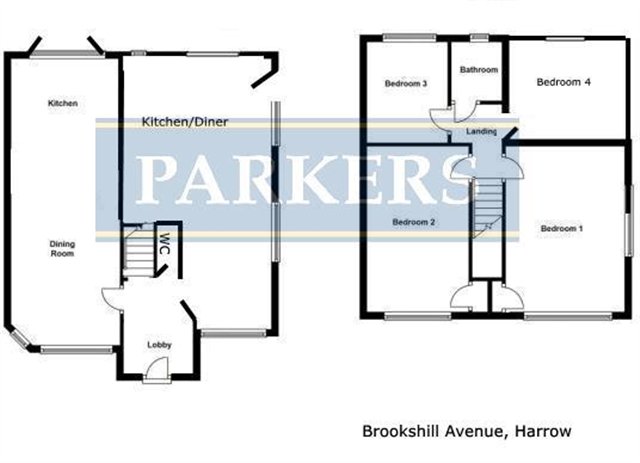 Kitchen
Kitchen/Diner
PARKERS
Dining
Room
WC
Lobby
Bedroom 3
Bathroom
Bedroom 4
Landing
Bedroom 2
Bedroom 1
Brookshill Avenue, Harrow